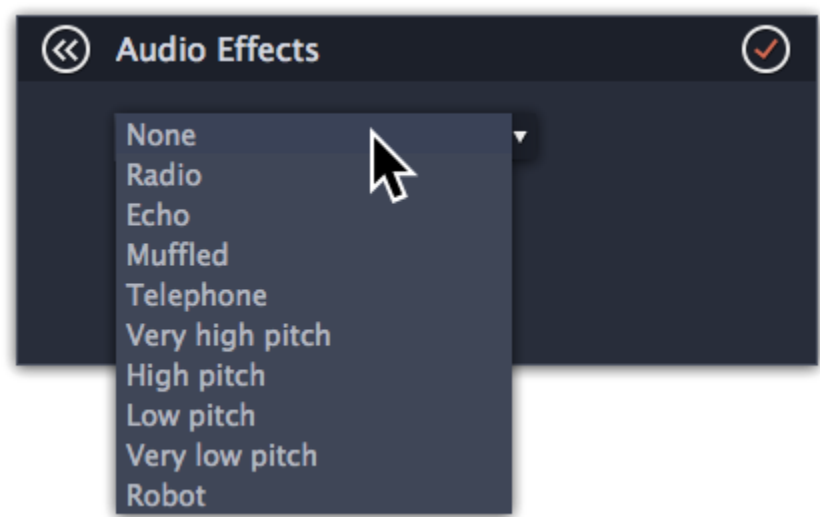 Audio Effects
None
Radio
Echo
Muffled
Telephone
Very high pitch
High pitch
Low pitch
Very low pitch
Robot